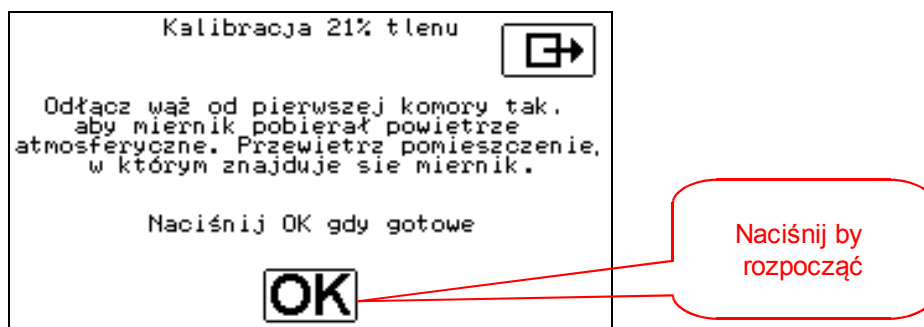 Kalibracja 21% tlenu
Odłącz wąż od pierwszej komory tak.
aby miernik pobierał powietrze
atmosferyczne. Przewietrz pomieszczenie,
w którym znajduje sie miernik.
Naciśnij OK gdy gotowe
OK
Naciśnij by
rozpocząć